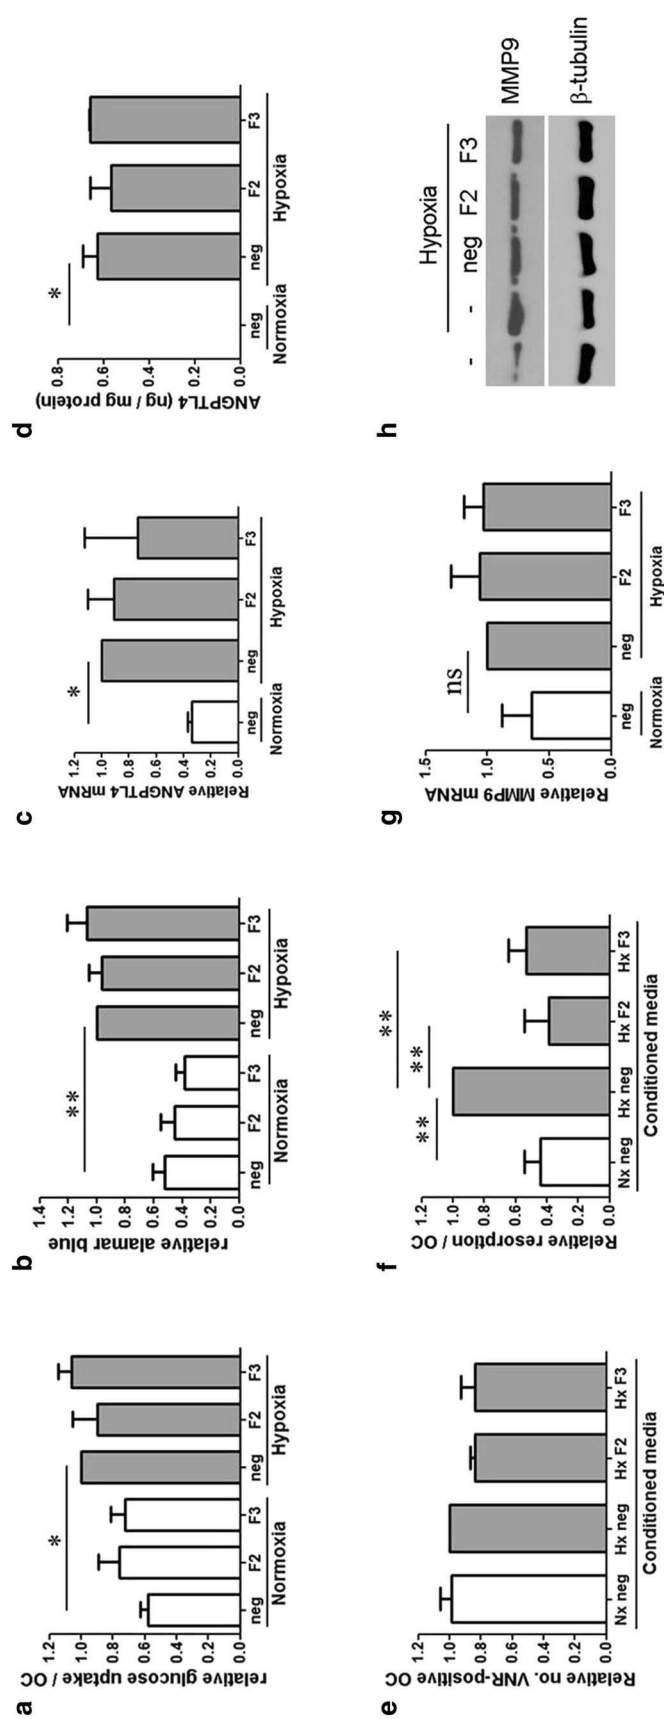 a
relative glucose uptake / OC
1.2
1.0
0.8
0.6
0.4
0.2
0.0
*
neg F2 F3 neg F2 F3
Normoxia Hypoxia
b
relative alamar blue
1.4
1.2
1.0
0.8
0.6
0.4
0.2
0.0
**
neg F2 F3 neg F2 F3
Normoxia Hypoxia
c
Relative ANGPTL4 mRNA
1.2
1.0
0.8
0.6
0.4
0.2
0.0
*
neg neg F2 F3
Normoxia Hypoxia
d
ANGPTL4 (ng / mg protein)
0.8
0.6
0.4
0.2
0.0
*
neg neg F2 F3
Normoxia Hypoxia
e
Relative no. VNR-positive OC
1.2
1.0
0.8
0.6
0.4
0.2
0.0
Nx neg Hx neg Hx F2 Hx F3
Conditioned media
f
Relative resorption / OC
1.2
1.0
0.8
0.6
0.4
0.2
0.0
** ** **
Nx neg Hx neg Hx F2 Hx F3
Conditioned media
g
Relative MMP9 mRNA
1.5
1.0
0.5
0.0
ns
neg neg F2 F3
Normoxia Hypoxia
h
Hypoxia
- - neg F2 F3
MMP9
β-tubulin